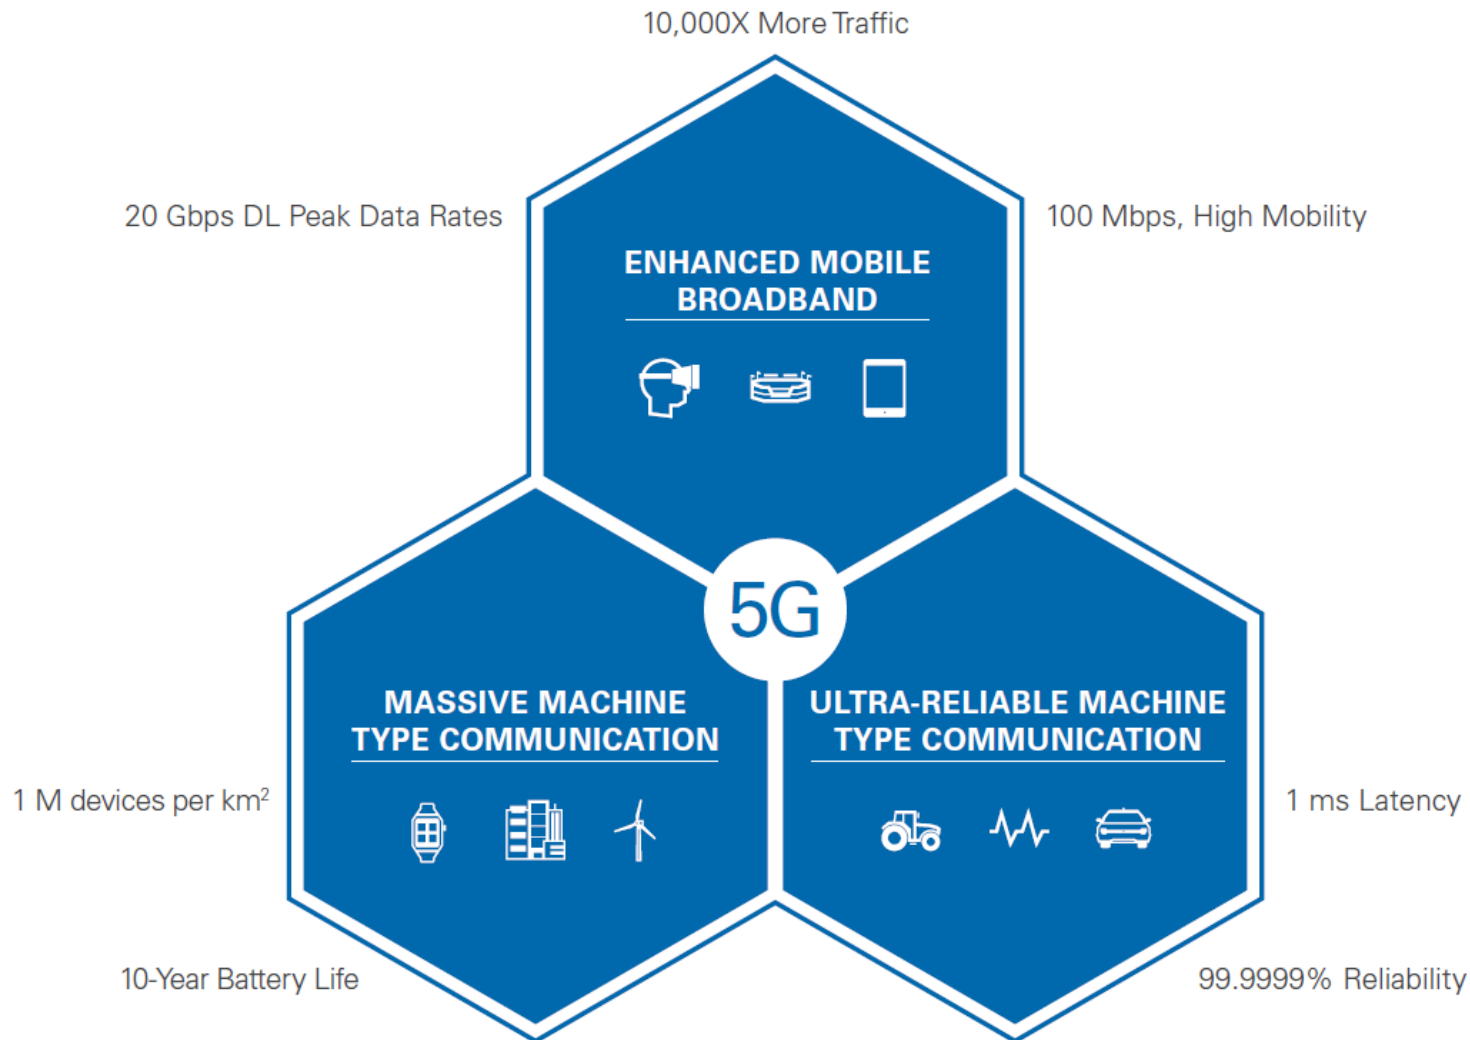 10,000X More Traffic
20 Gbps DL Peak Data Rates
100 Mbps, High Mobility
ENHANCED MOBILE
BROADBAND
5G
MASSIVE MACHINE
TYPE COMMUNICATION
ULTRA-RELIABLE MACHINE
TYPE COMMUNICATION
1 M devices per km²
1 ms Latency
10-Year Battery Life
99.9999% Reliability